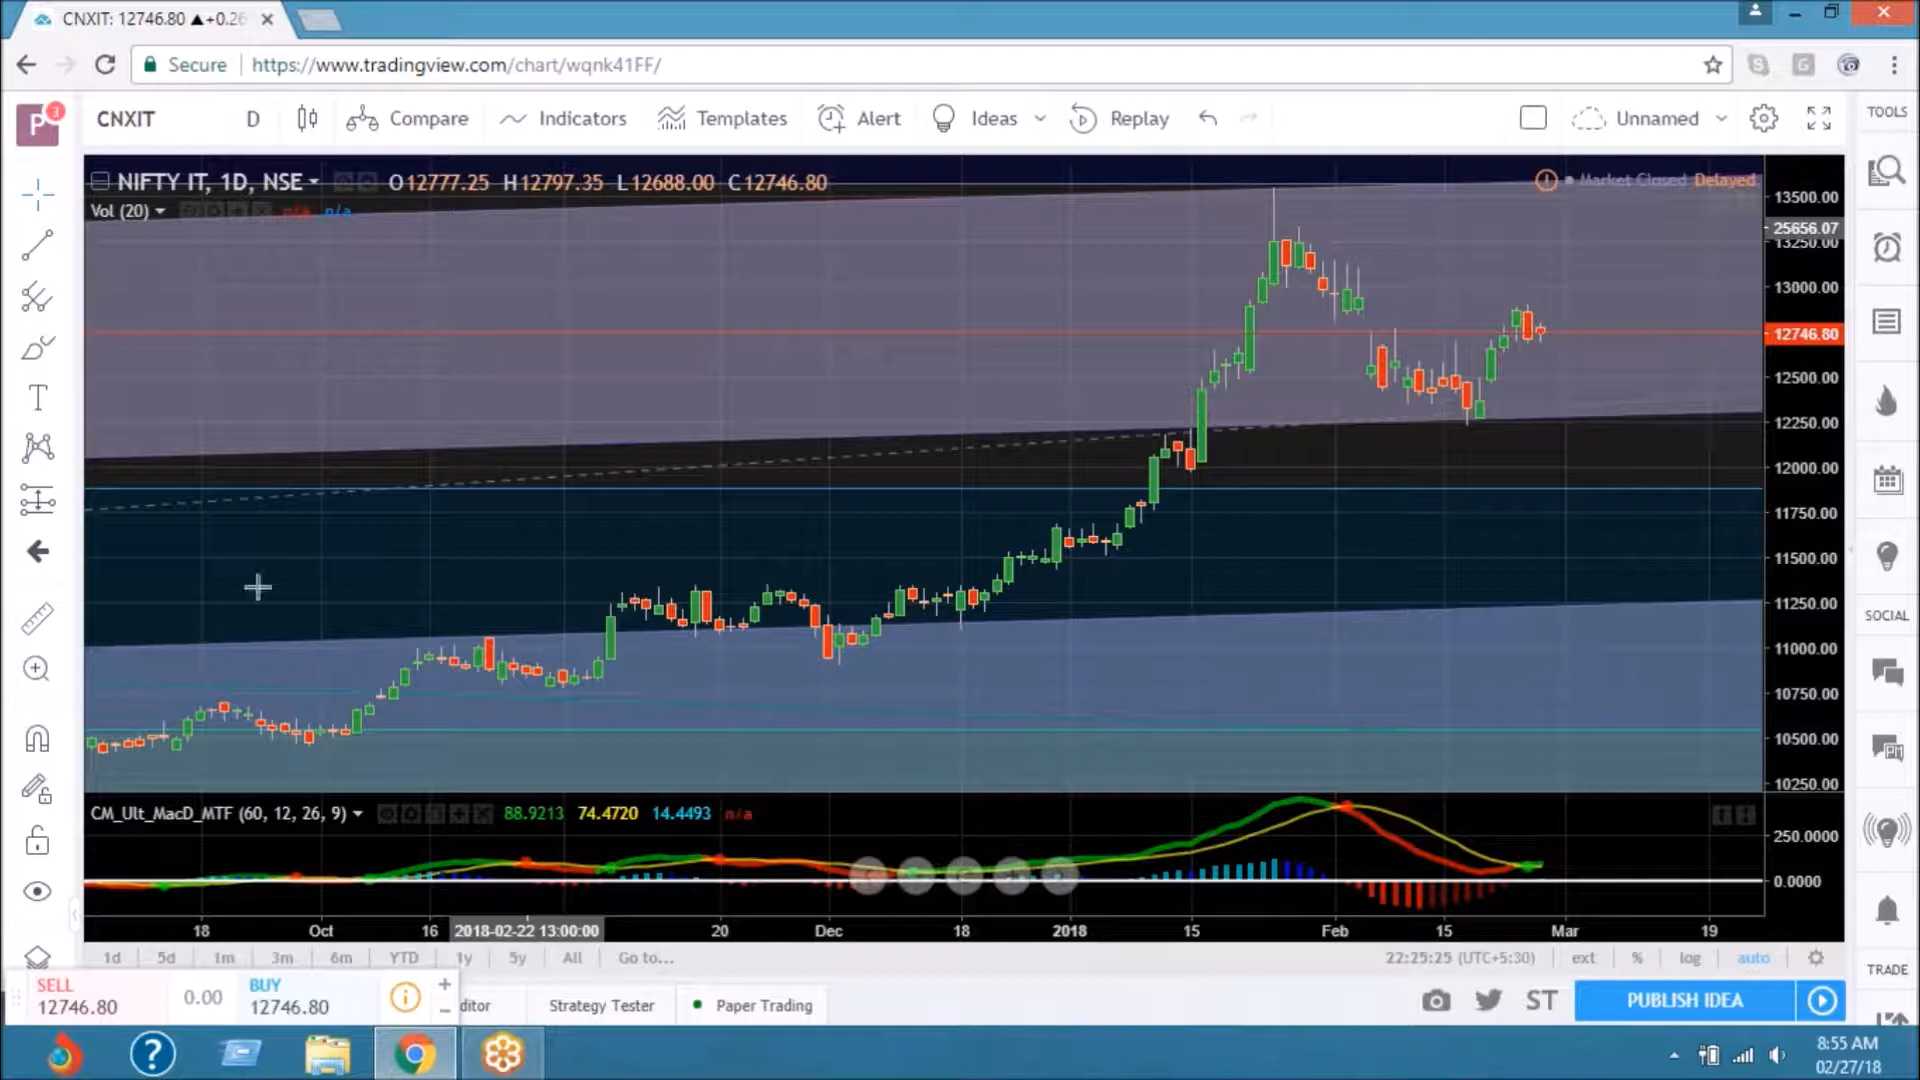 CNXIT: 12746.80 ▲+0.26
Secure https://www.tradingview.com/chart/wqnk41FF/
P 3 CNXIT D Compare Indicators Templates Alert Ideas Replay Unnamed TOOLS
NIFTY IT, 1D, NSE O12777.25 H12797.35 L12688.00 C12746.80 Market Closed Delayed
Vol (20) n/a n/a
13500.00
25656.07
13250.00
13000.00
12746.80
12500.00
12250.00
12000.00
11750.00
11500.00
11250.00
11000.00
10750.00
10500.00
10250.00
SOCIAL
PM
CM_Ult_MacD_MTF (60, 12, 26, 9) 88.9213 74.4720 14.4493 n/a
250.0000
0.0000
18 Oct 16 2018-02-22 13:00:00 20 Dec 18 2018 15 Feb 15 Mar 19
1d 5d 1m 3m 6m YTD 1y 5y All Go to... 22:25:25 (UTC+5:30) ext % log auto
TRADE
SELL 12746.80 0.00 BUY 12746.80
ditor Strategy Tester Paper Trading ST PUBLISH IDEA
8:55 AM
02/27/18